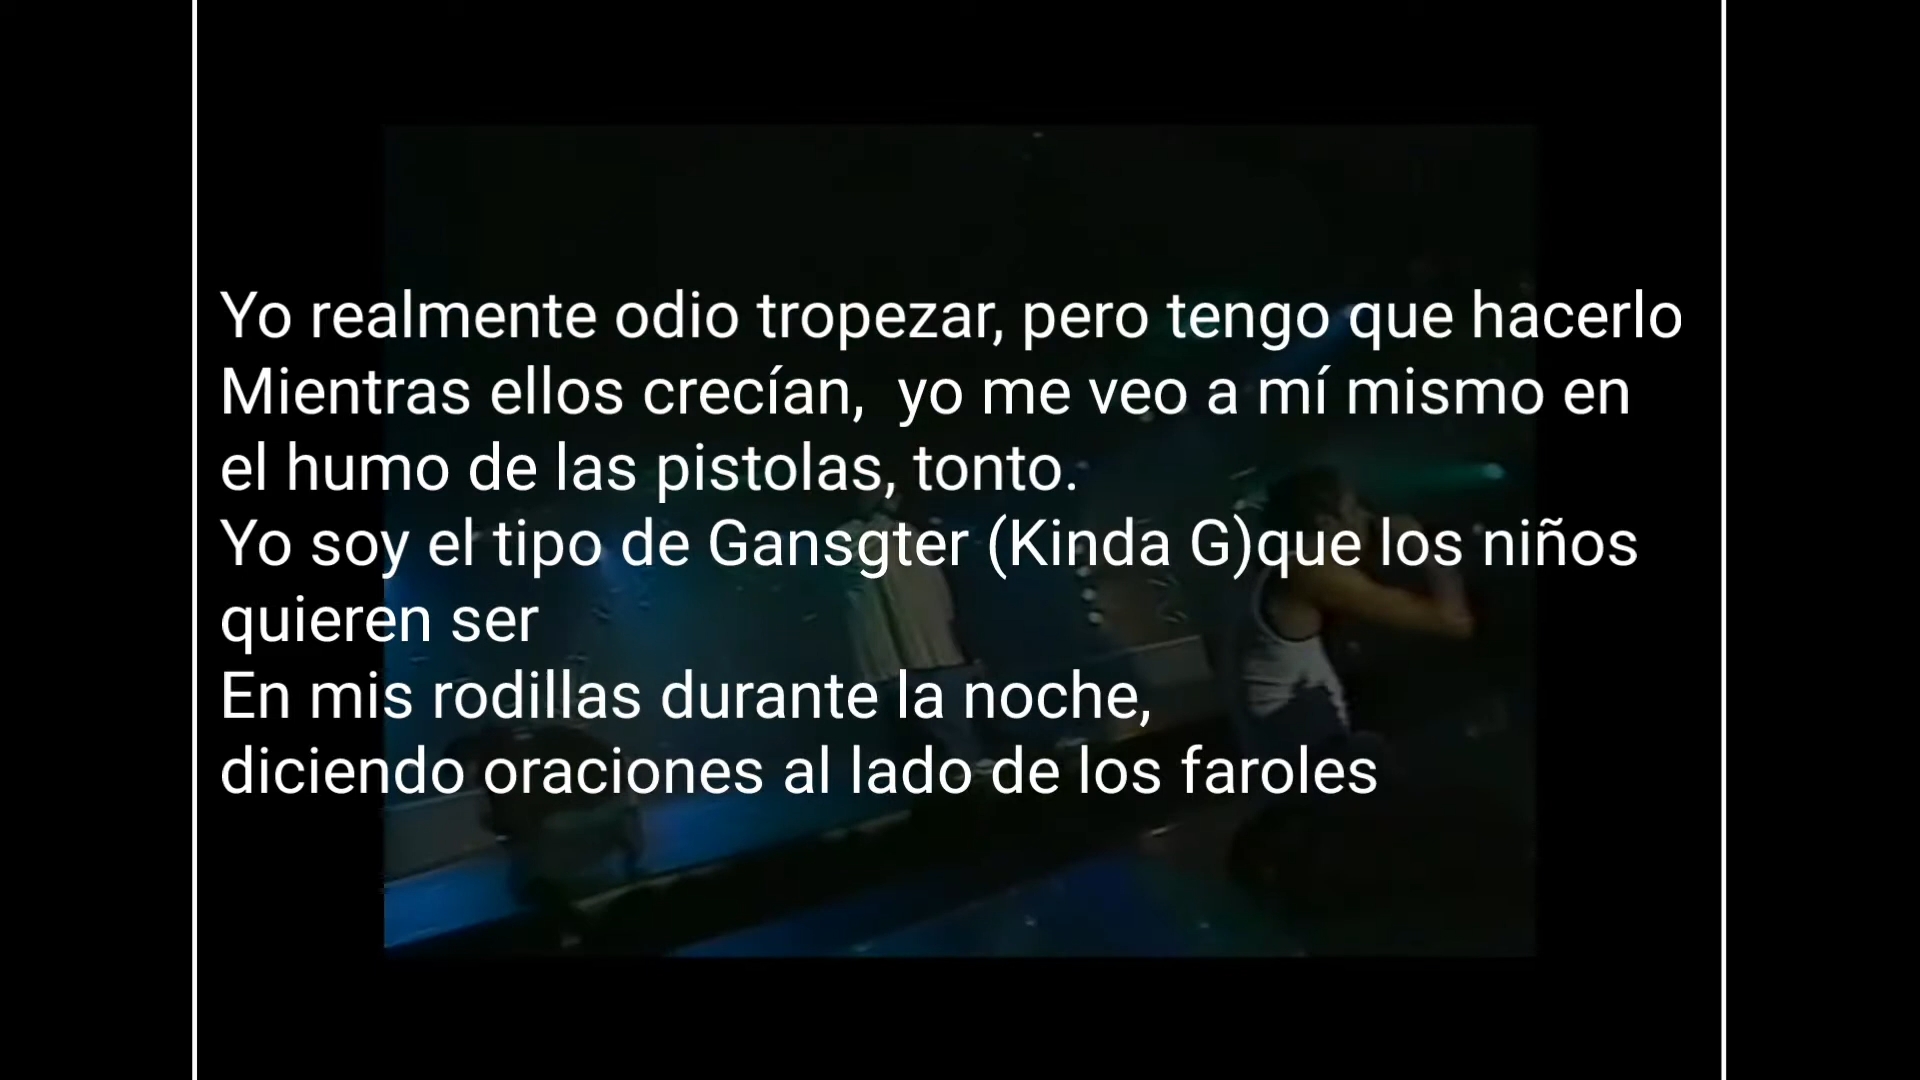 Yo realmente odio tropezar, pero tengo que hacerlo
Mientras ellos crecían,  yo me veo a mí mismo en
el humo de las pistolas, tonto.
Yo soy el tipo de Gansgter (Kinda G)que los niños
quieren ser
En mis rodillas durante la noche,
diciendo oraciones al lado de los faroles